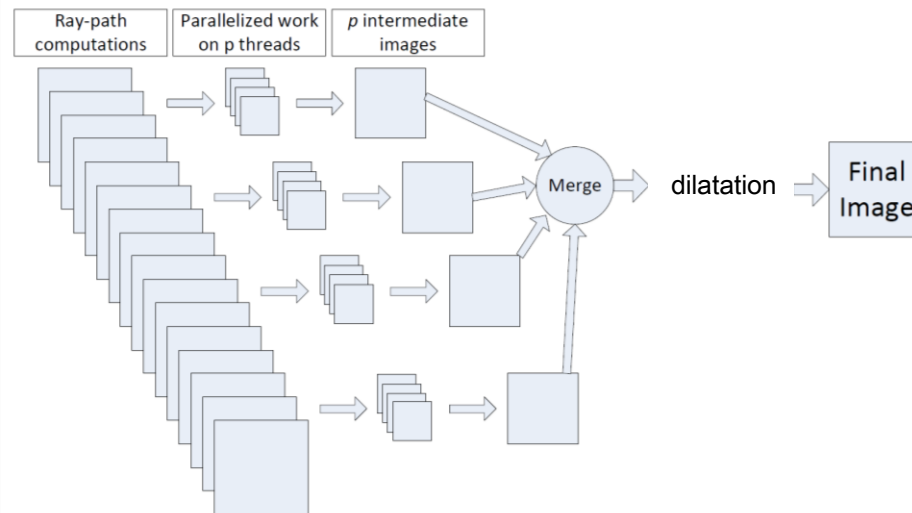 Ray-path
computations
Parallelized work
on p threads
p intermediate
images
Merge
dilatation
Final
Image